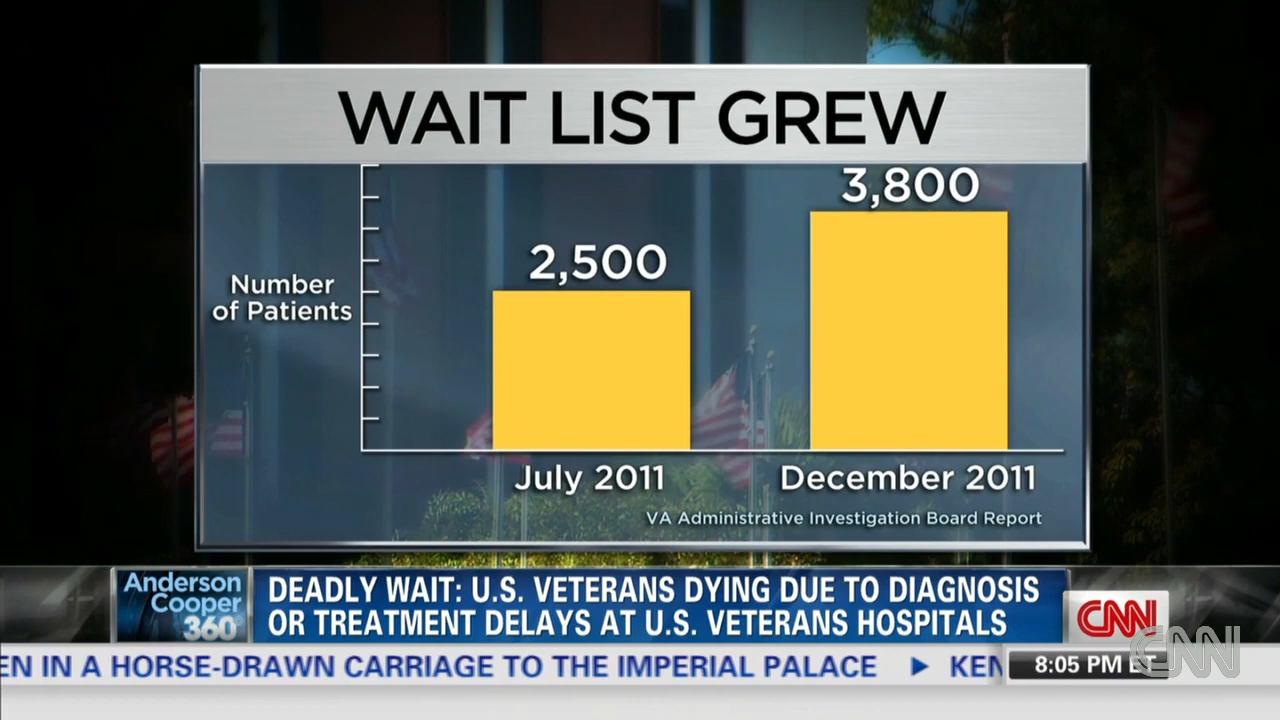 WAIT LIST GREW
3,800
2,500
Number
of Patients
July 2011
December 2011
VA Administrative Investigation Board Report
Anderson
Cooper
360°
DEADLY WAIT: U.S. VETERANS DYING DUE TO DIAGNOSIS
OR TREATMENT DELAYS AT U.S. VETERANS HOSPITALS
CNN
EN IN A HORSE-DRAWN CARRIAGE TO THE IMPERIAL PALACE ▶ KEN
8:05 PM ET
CNN